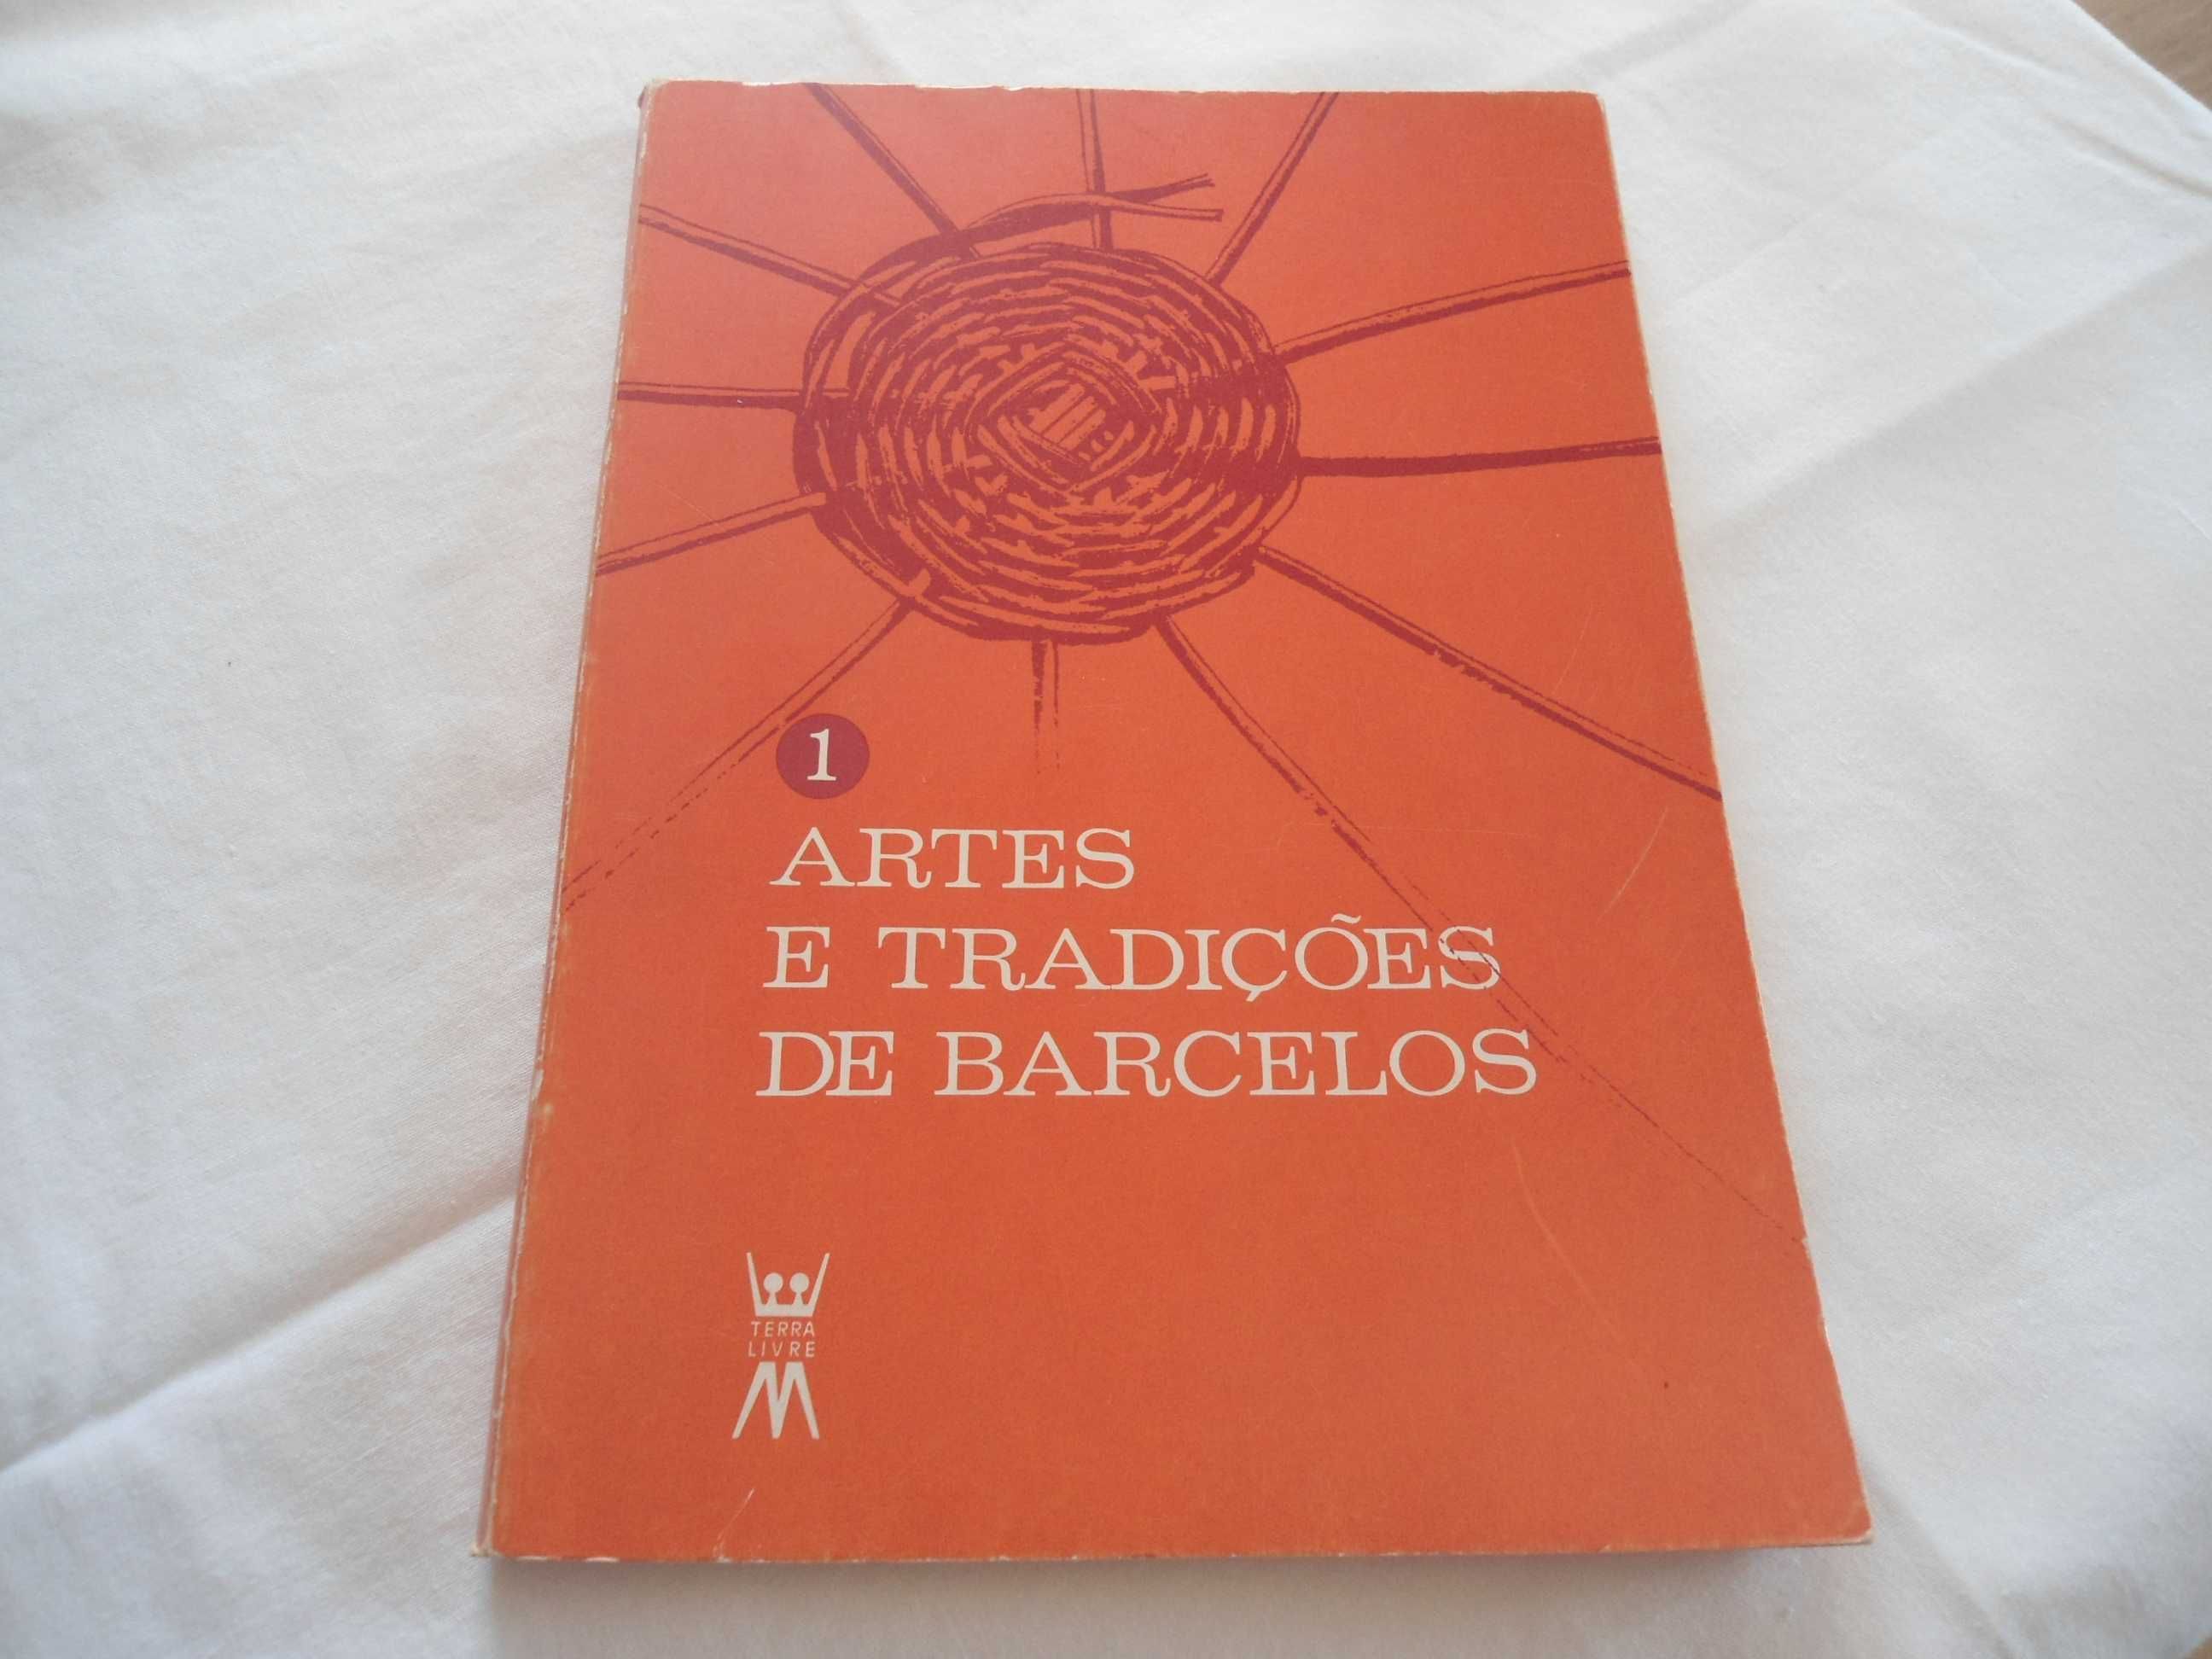 1
ARTES
E TRADIÇÕES
DE BARCELOS
TERRA
LIVRE
M